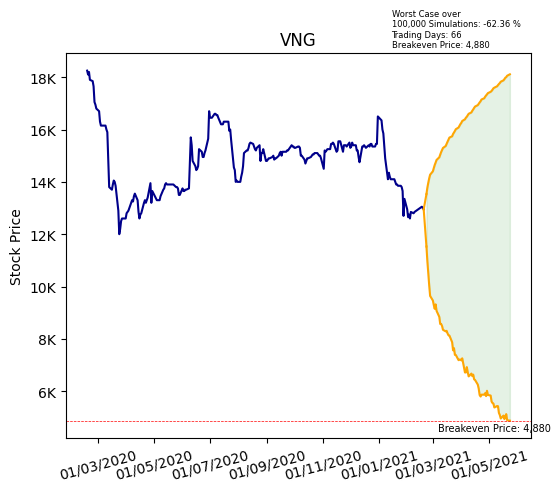 Worst Case over
100,000 Simulations: -62.36 %
Trading Days: 66
Breakeven Price: 4,880
VNG
Stock Price
18K
16K
14K
12K
10K
8K
6K
Breakeven Price: 4,880
01/03/2020
01/05/2020
01/07/2020
01/09/2020
01/11/2020
01/01/2021
01/03/2021
01/05/2021